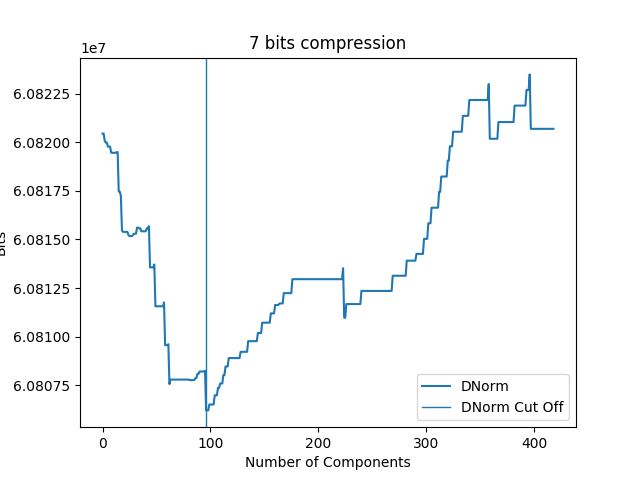 7 bits compression
1e7
6.08225
6.08200
6.08175
6.08150
6.08125
6.08100
6.08075
Bits
0 100 200 300 400
Number of Components
DNorm
DNorm Cut Off